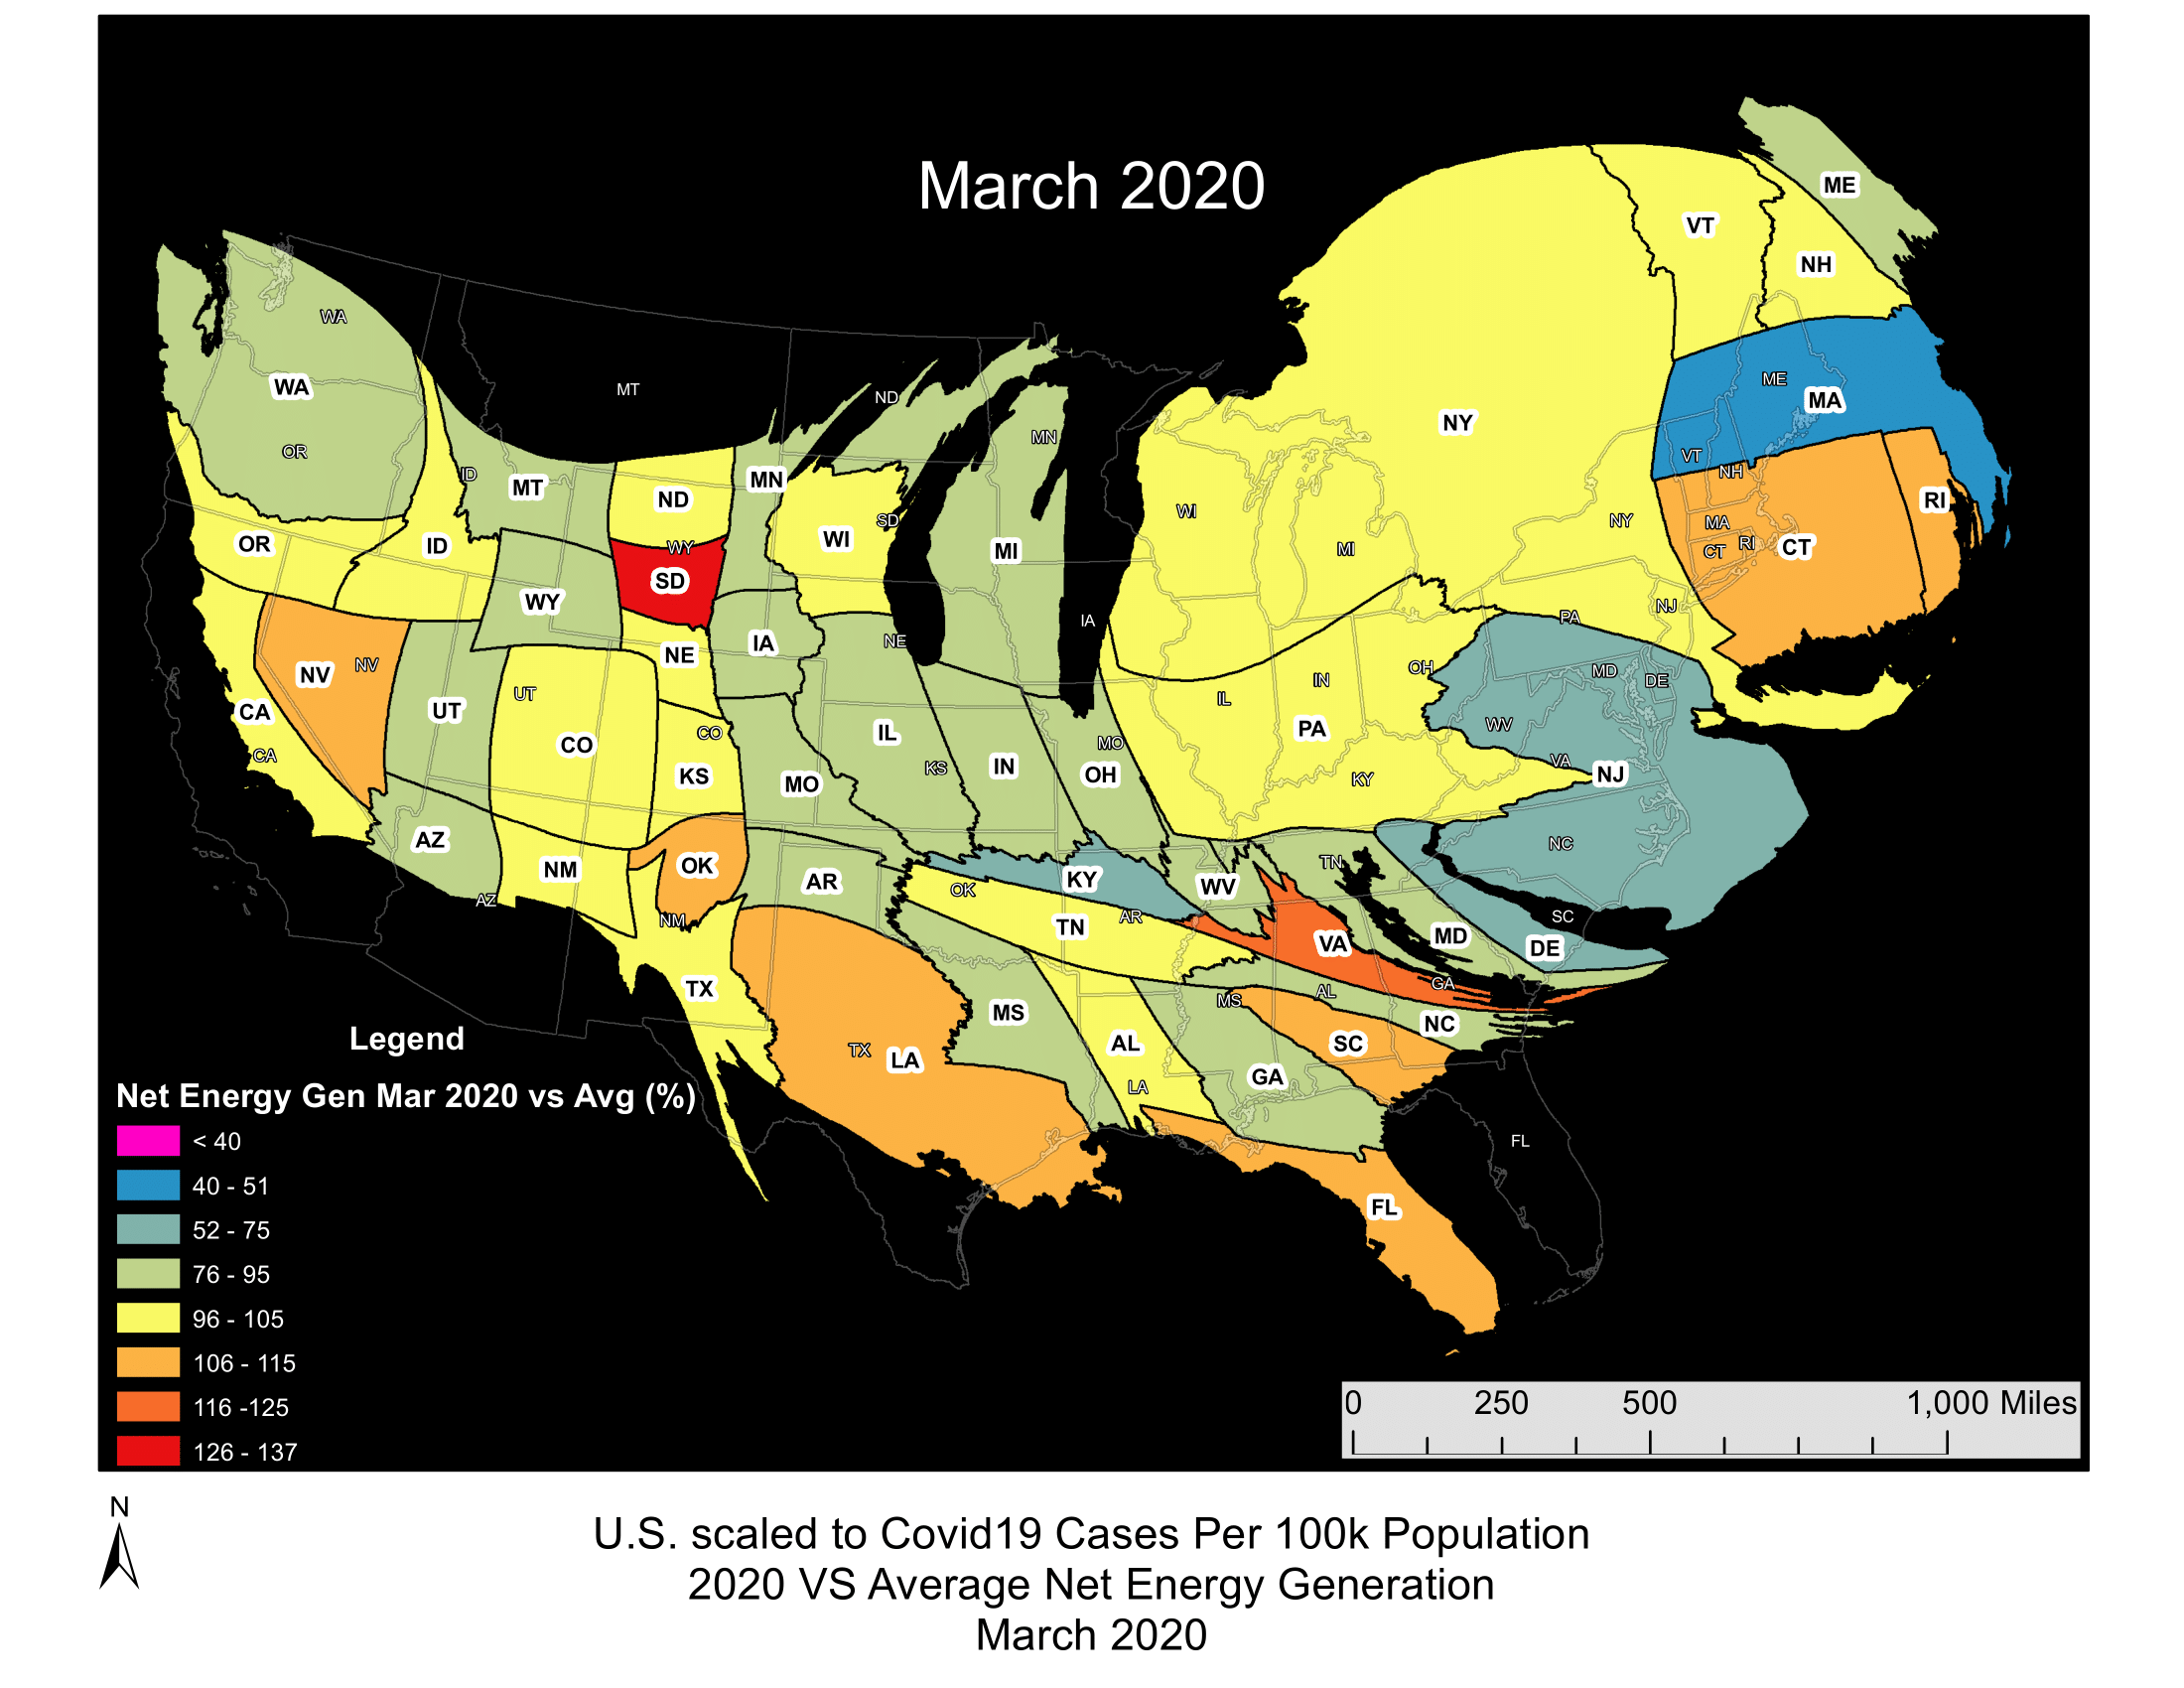 March 2020
ME
VT
NH
WA
WA
MT
ND
ME
MA
OR
NY
MN
VT
NH
ID
MT
MN
ND
SD
WI
WI
MI
MI
NY
MA
RI
CT
RI
CT
OR
ID
WY
SD
WY
IA
IA
NE
NE
IL
IN
OH
PA
NJ
MD
DE
NV
NV
UT
UT
CA
CA
CO
CO
KS
KS
MO
MO
IL
IN
OH
PA
KY
WV
VA
NJ
NC
AZ
AZ
NM
NM
OK
OK
AR
AR
KY
TN
TN
WV
VA
MD
DE
SC
TX
TX
LA
LA
MS
MS
AL
AL
GA
GA
SC
NC
FL
FL
Legend
Net Energy Gen Mar 2020 vs Avg (%)
< 40
40 - 51
52 - 75
76 - 95
96 - 105
106 - 115
116 -125
126 - 137
0 250 500 1,000 Miles
N
U.S. scaled to Covid19 Cases Per 100k Population
2020 VS Average Net Energy Generation
March 2020